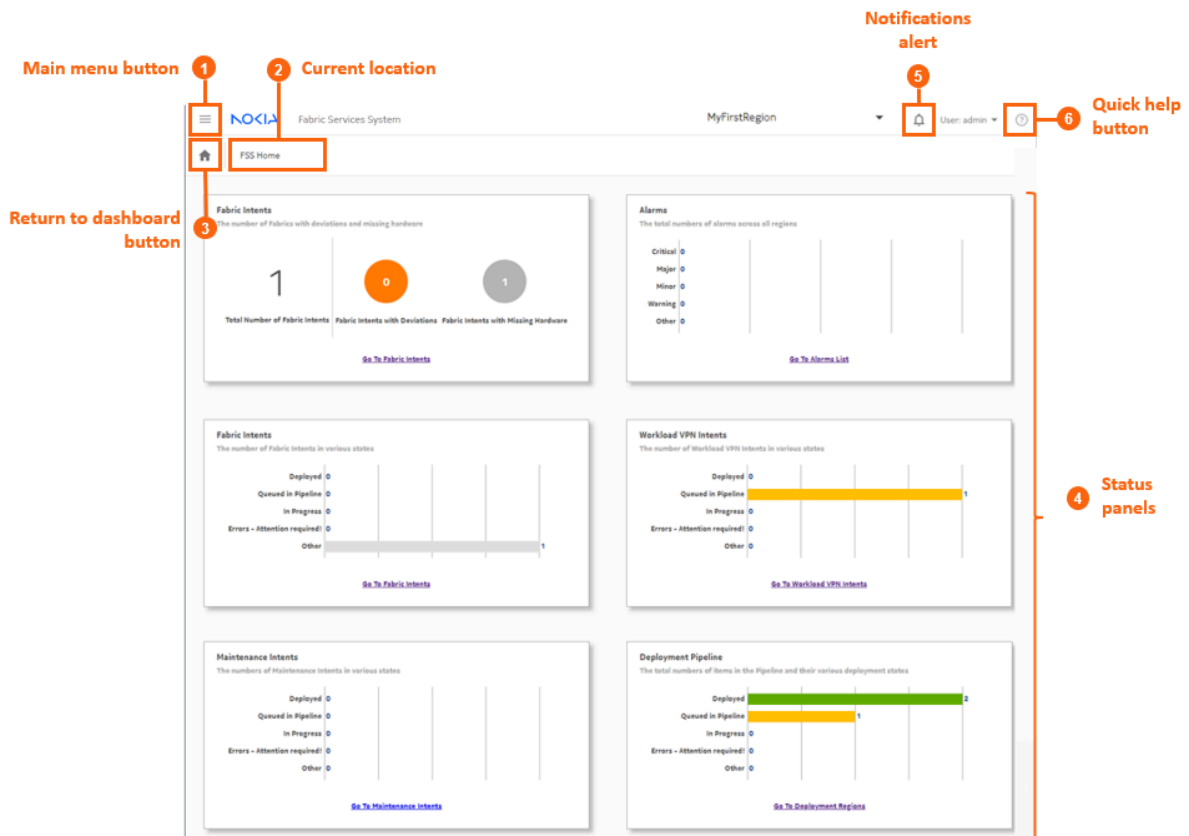 Notifications
alert
Main menu button 1
2 Current location
5
Quick help
button
6
NOKIA Fabric Services System
MyFirstRegion
User: admin
FSS Home
Return to dashboard
button
3
Fabric Intents
The number of Fabrics with deviations and missing hardware
1
0
1
Total Number of Fabric Intents
Fabric Intents with Deviations
Fabric Intents with Missing Hardware
Go To Fabric Intents
Alarms
The total numbers of alarms across all regions
Critical 0
Major 0
Minor 0
Warning 0
Other 0
Go To Alarms List
Fabric Intents
The number of Fabric Intents in various states
Deployed 0
Queued in Pipeline 0
In Progress 0
Errors - Attention required! 0
Other 1
Go To Fabric Intents
Workload VPN Intents
The number of Workload VPN Intents in various states
Deployed 0
Queued in Pipeline 1
In Progress 0
Errors - Attention required! 0
Other 0
Go To Workload VPN Intents
4
Status
panels
Maintenance Intents
The numbers of Maintenance Intents in various states
Deployed 0
Queued in Pipeline 0
In Progress 0
Errors - Attention required! 0
Other 0
Go To Maintenance Intents
Deployment Pipeline
The total numbers of items in the Pipeline and their various deployment states
Deployed 2
Queued in Pipeline 1
In Progress 0
Errors - Attention required! 0
Other 0
Go To Deployment Regions